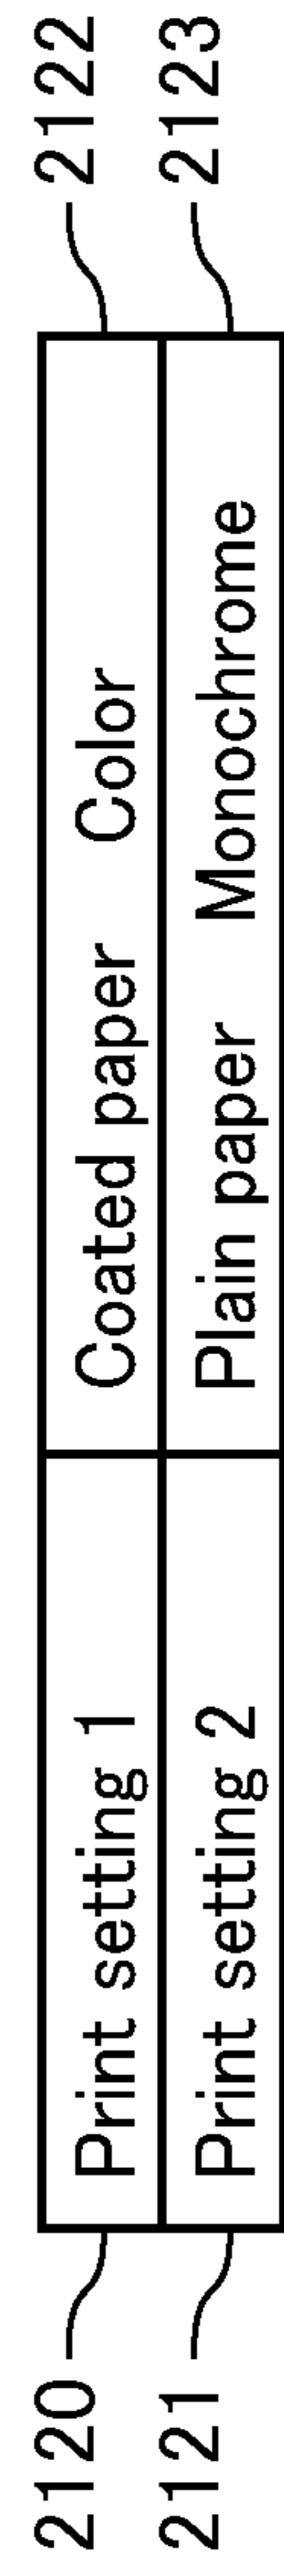 2120 Print setting 1 Coated paper Color 2122
2121 Print setting 2 Plain paper Monochrome 2123